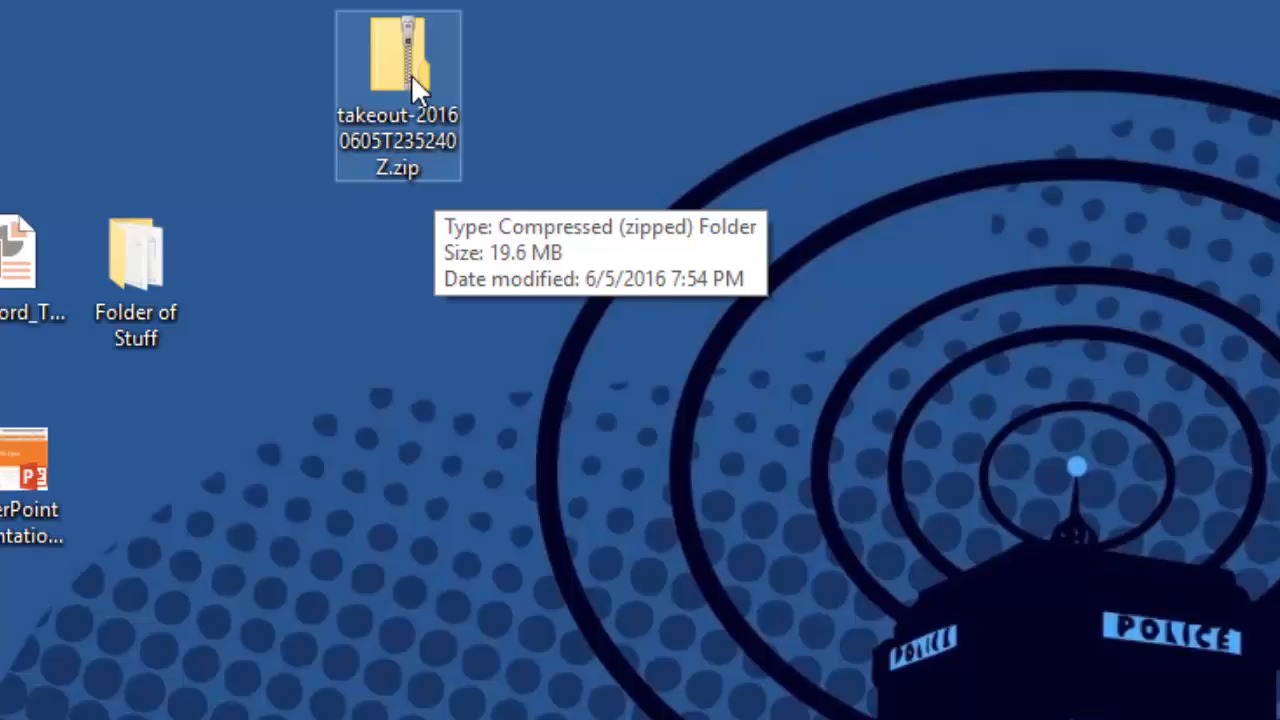 takeout-2016
0605T235240
Z.zip
Type: Compressed (zipped) Folder
Size: 19.6 MB
Date modified: 6/5/2016 7:54 PM
ord_T...
Folder of
Stuff
erPoint
ntatio...
P
POLICE
POLICE